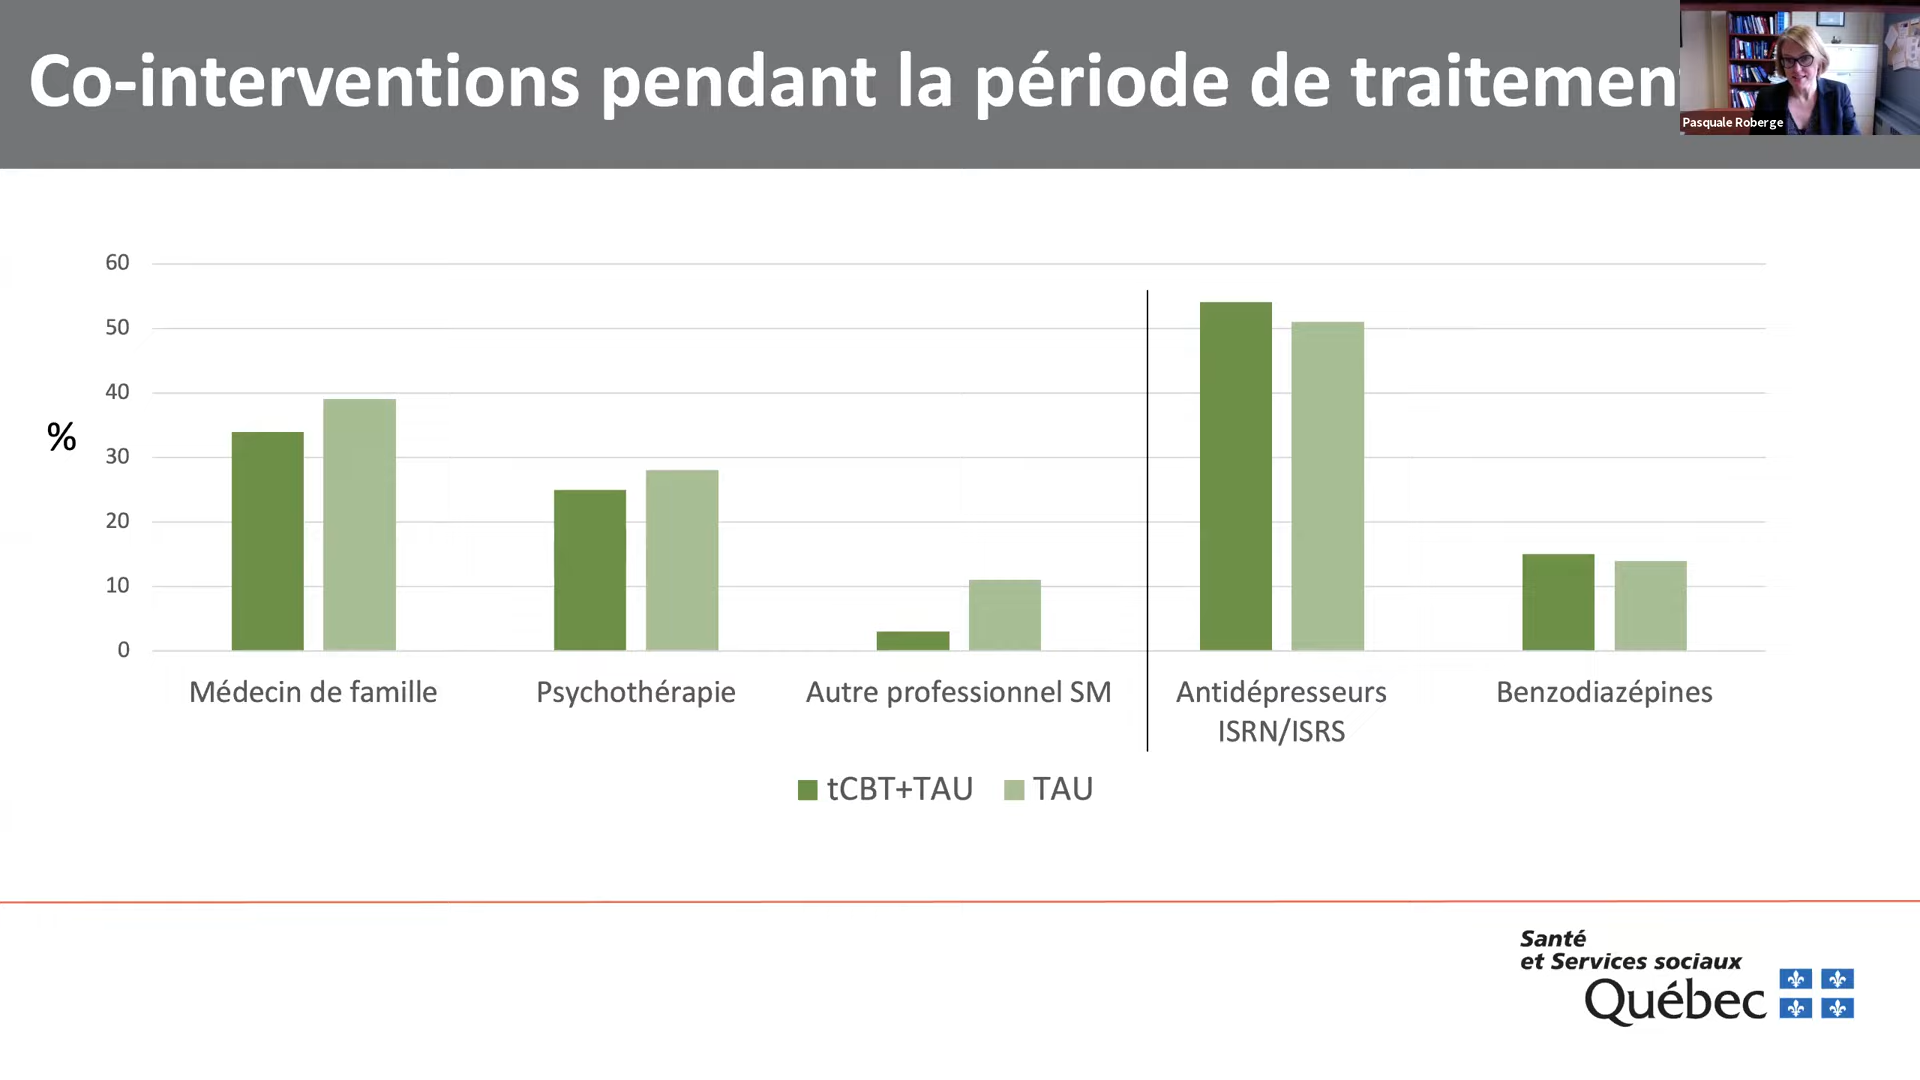 Co-interventions pendant la période de traitemen
Pasquale Roberge
60
50
40
%
30
20
10
0
Médecin de famille
Psychothérapie
Autre professionnel SM
Antidépresseurs
ISRN/ISRS
Benzodiazépines
tCBT+TAU
TAU
Santé
et Services sociaux
Québec